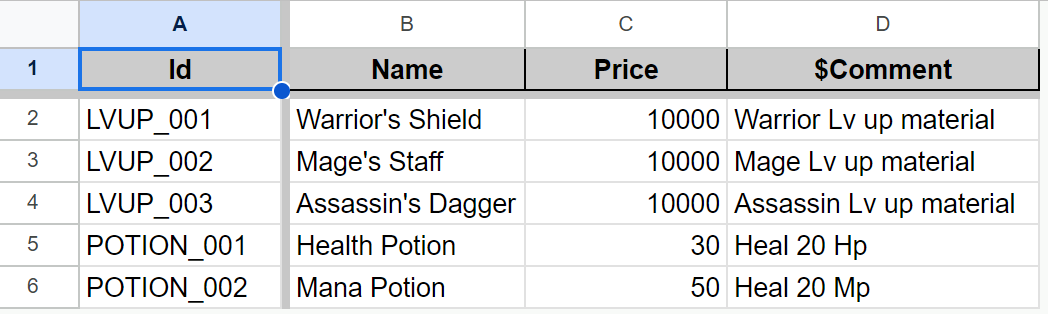 A B C D
1 Id Name Price $Comment
2 LVUP_001 Warrior's Shield 10000 Warrior Lv up material
3 LVUP_002 Mage's Staff 10000 Mage Lv up material
4 LVUP_003 Assassin's Dagger 10000 Assassin Lv up material
5 POTION_001 Health Potion 30 Heal 20 Hp
6 POTION_002 Mana Potion 50 Heal 20 Mp